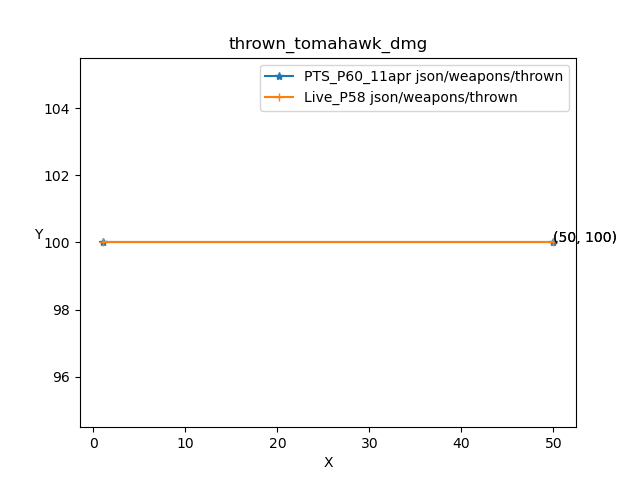 thrown_tomahawk_dmg
PTS_P60_11apr json/weapons/thrown
Live_P58 json/weapons/thrown
104
102
Y
100
(50, 100)
98
96
0
10
20
30
40
50
X